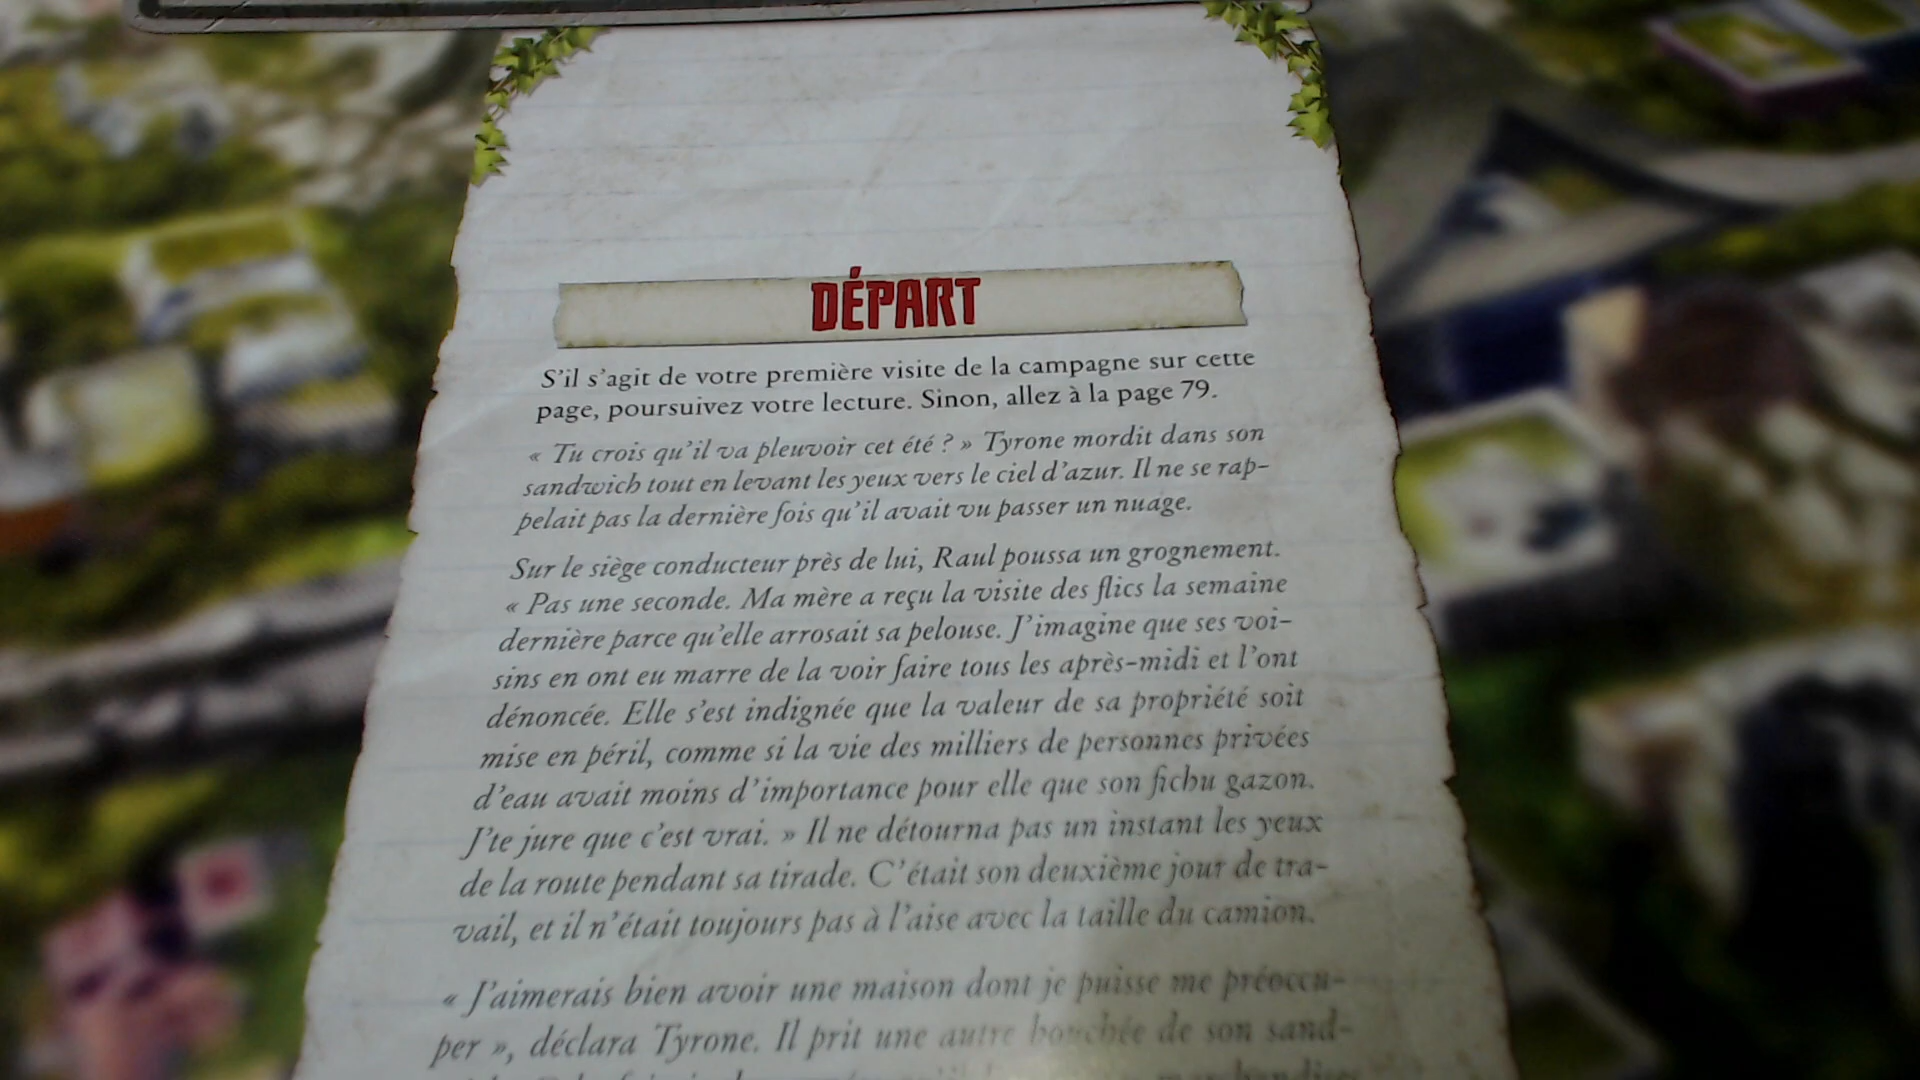 DÉPART
S'il s'agit de votre première visite de la campagne sur cette
page, poursuivez votre lecture. Sinon, allez à la page 79.
« Tu crois qu'il va pleuvoir cet été ? » Tyrone mordit dans son
sandwich tout en levant les yeux vers le ciel d'azur. Il ne se rap-
pelait pas la dernière fois qu'il avait vu passer un nuage.
Sur le siège conducteur près de lui, Raul poussa un grognement.
« Pas une seconde. Ma mère a reçu la visite des flics la semaine
dernière parce qu'elle arrosait sa pelouse. J'imagine que ses voi-
sins en ont eu marre de la voir faire tous les après-midi et l'ont
dénoncée. Elle s'est indignée que la valeur de sa propriété soit
mise en péril, comme si la vie des milliers de personnes privées
d'eau avait moins d'importance pour elle que son fichu gazon.
J'te jure que c'est vrai. » Il ne détourna pas un instant les yeux
de la route pendant sa tirade. C'était son deuxième jour de tra-
vail, et il n'était toujours pas à l'aise avec la taille du camion.
« J'aimerais bien avoir une maison dont je puisse me préoccu-
per », déclara Tyrone. Il prit une autre bouchée de son sand-